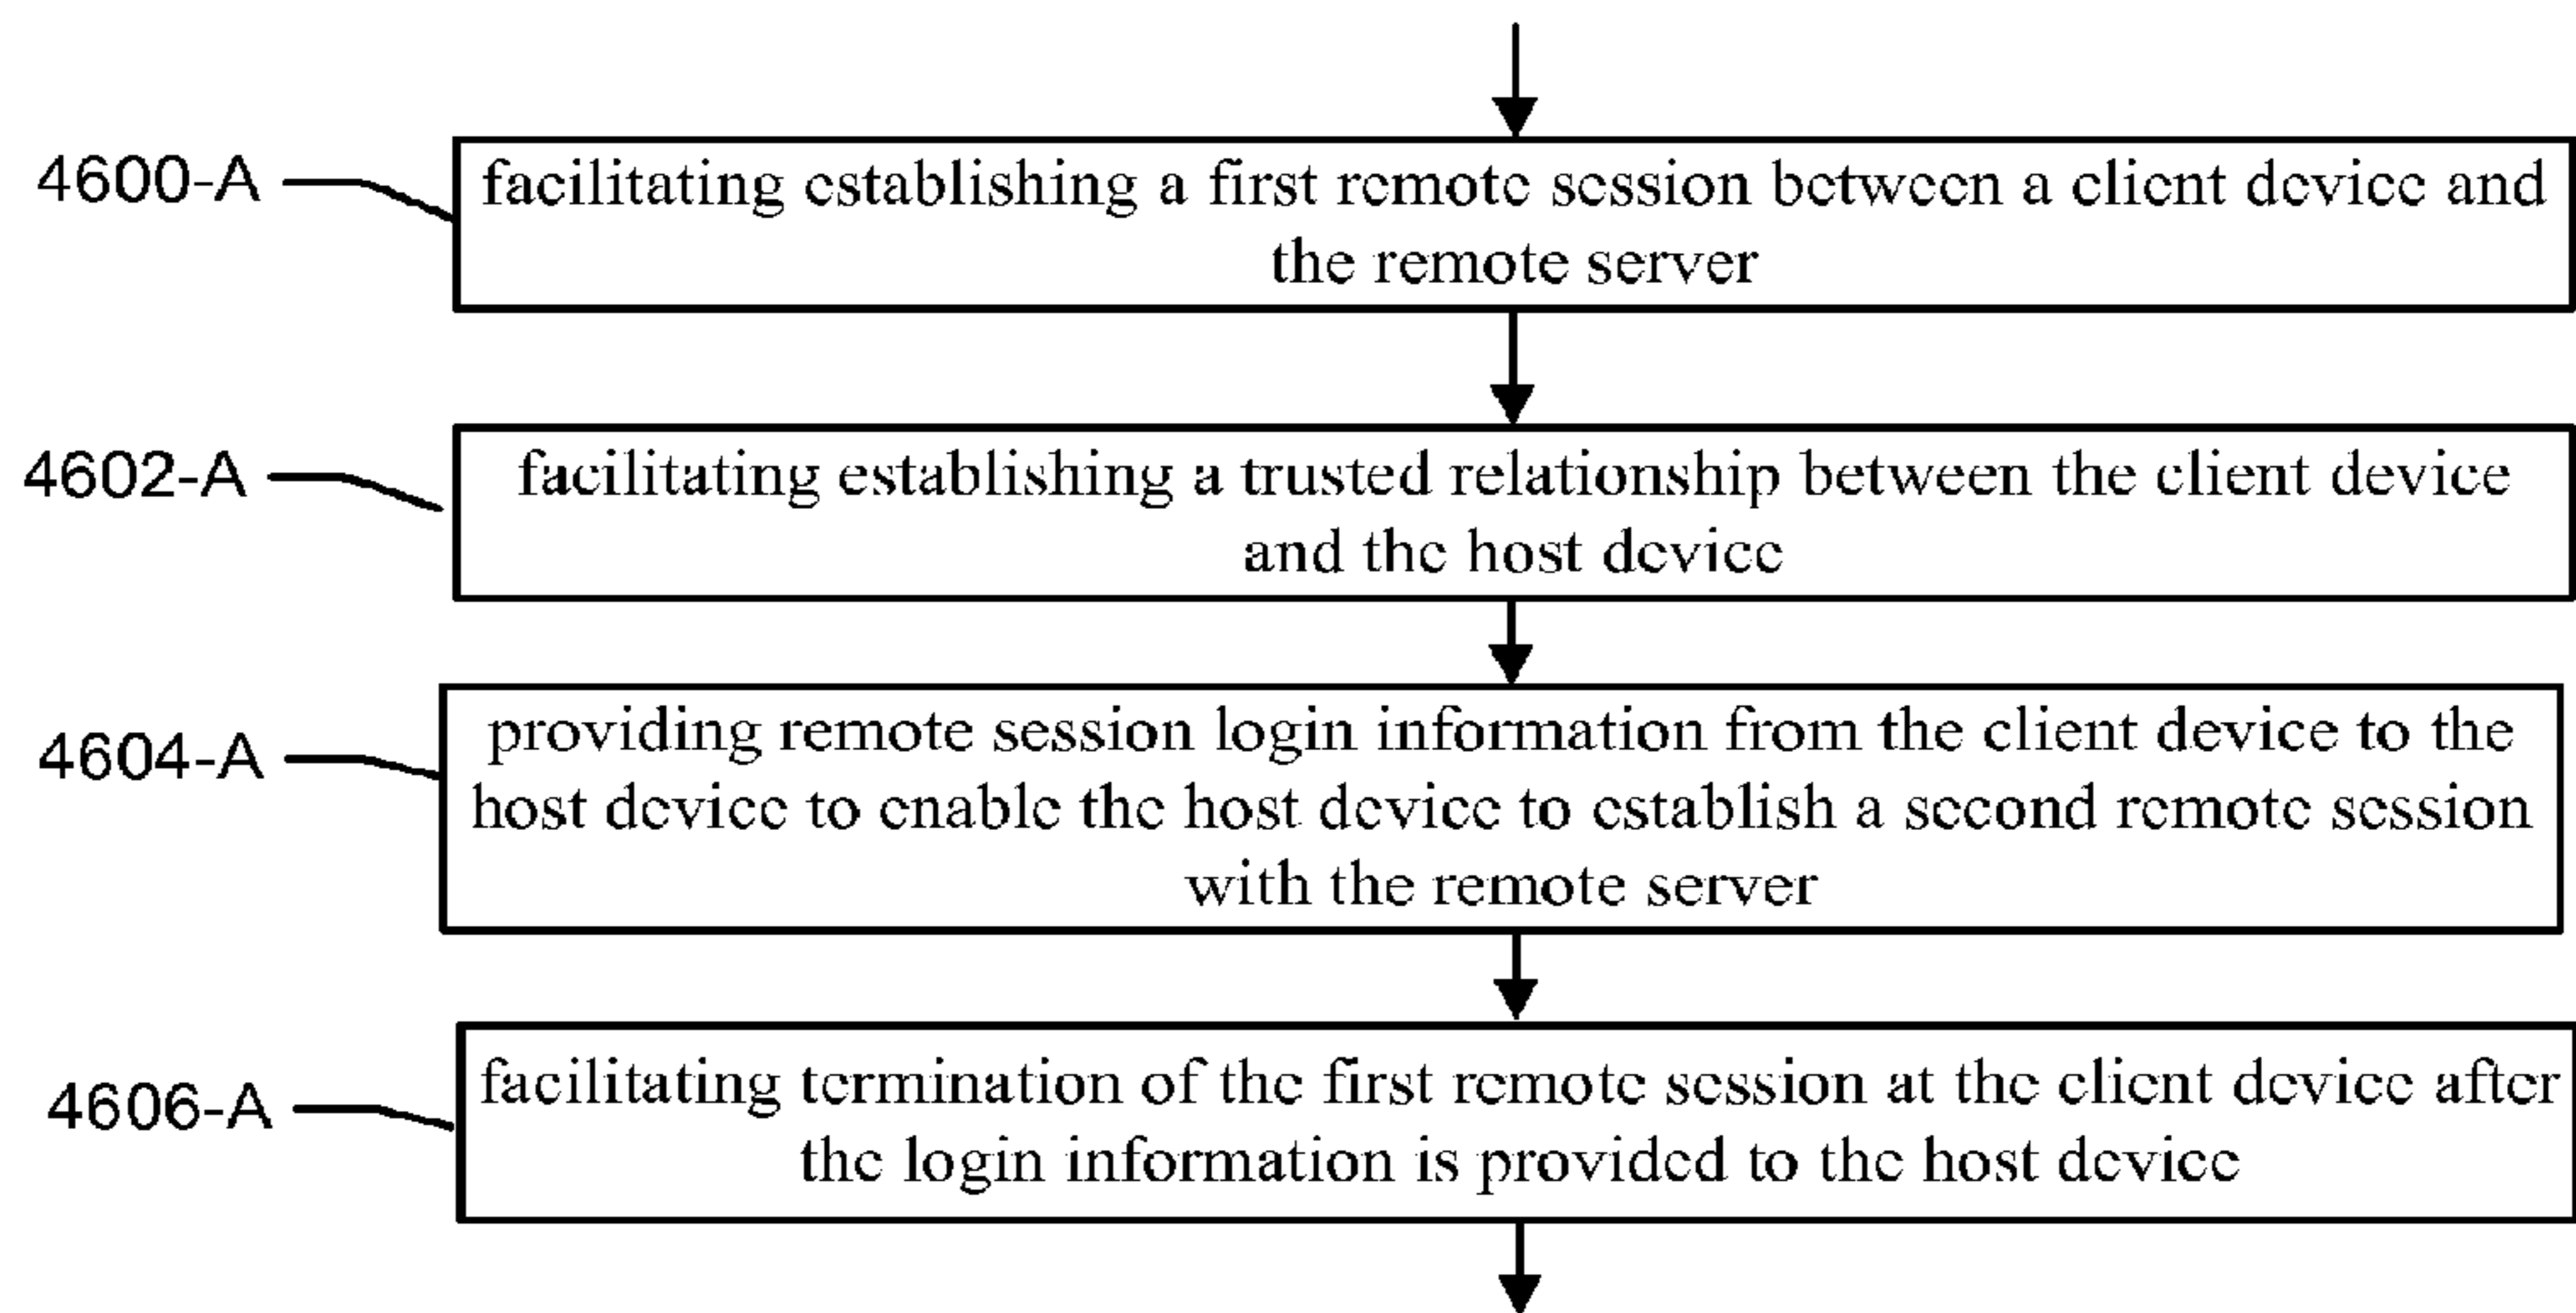 4600-A
facilitating establishing a first remote session between a client device and
the remote server
4602-A
facilitating establishing a trusted relationship between the client device
and the host device
4604-A
providing remote session login information from the client device to the
host device to enable the host device to establish a second remote session
with the remote server
4606-A
facilitating termination of the first remote session at the client device after
the login information is provided to the host device